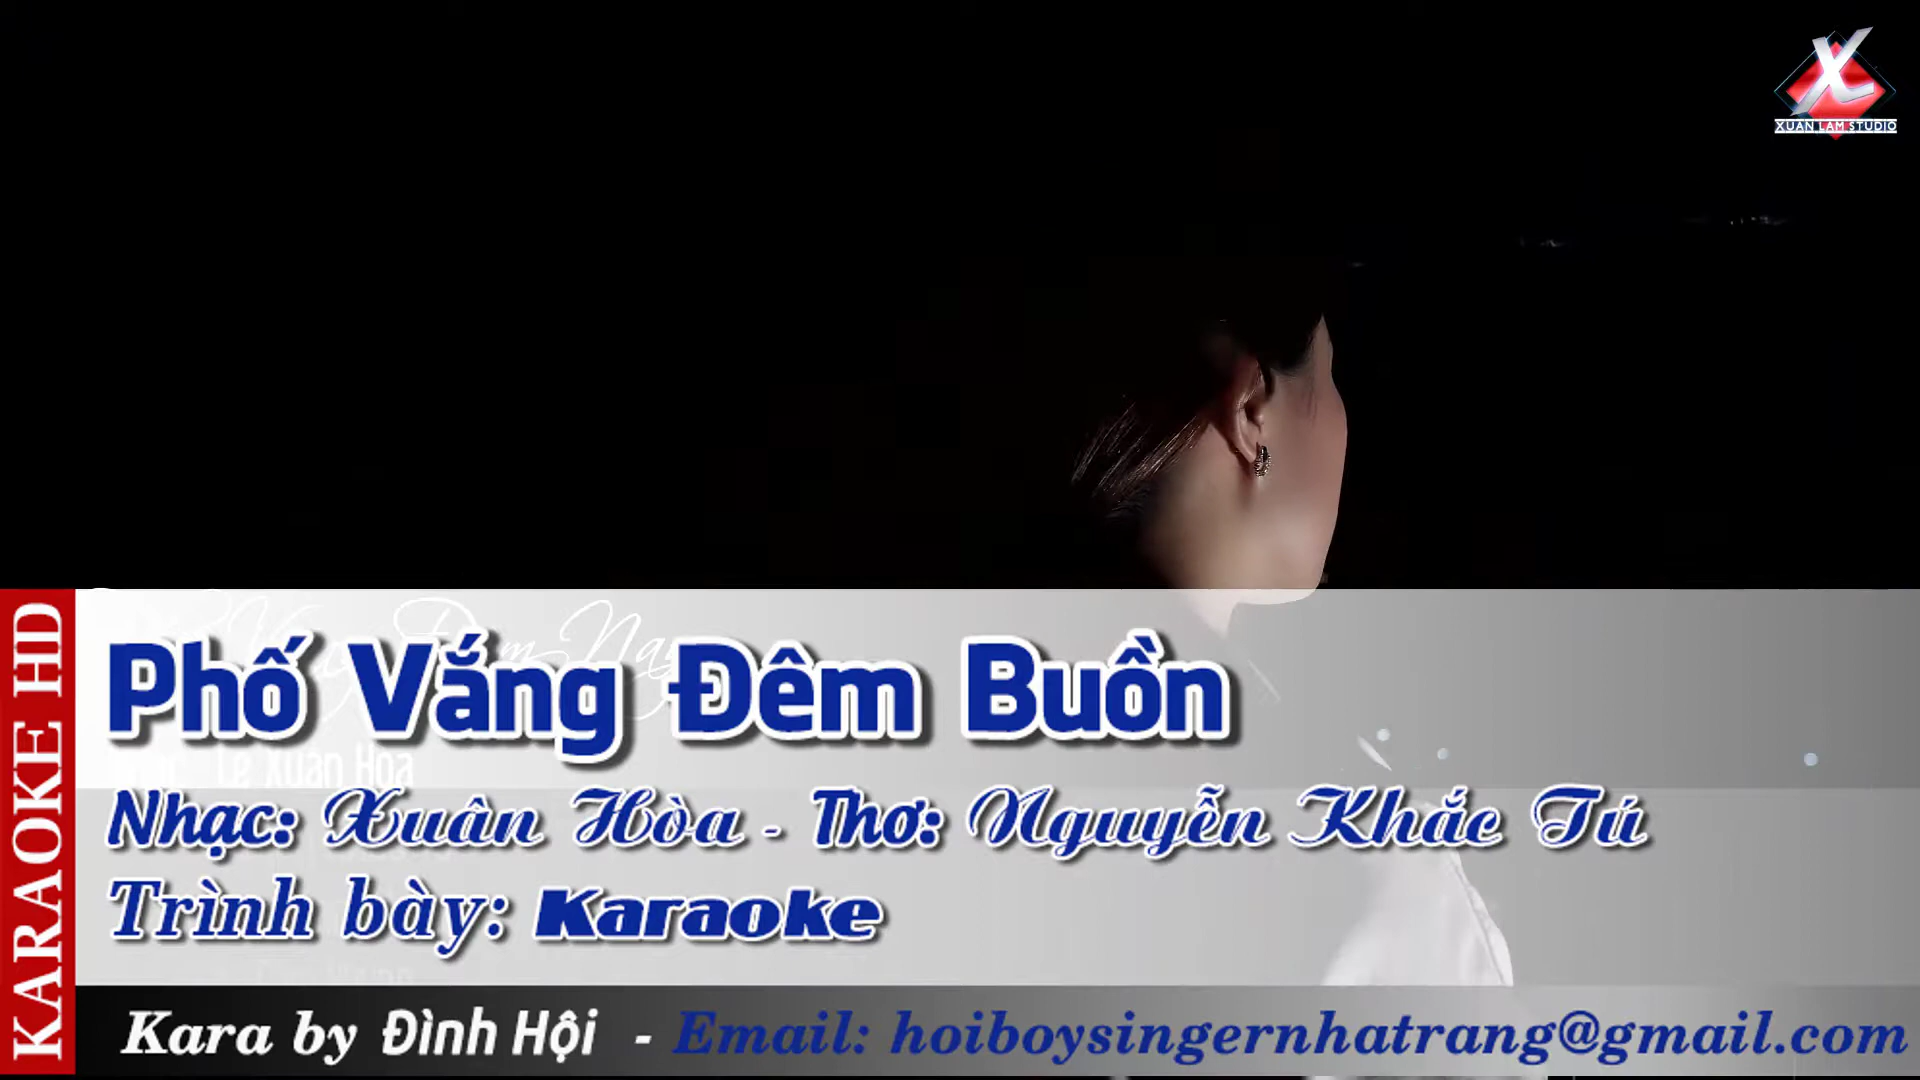 XUAN LAM STUDIO
KARAOKE HD
Phố Vắng Đêm Buồn
Nhạc: Xuân Hòa - Thơ: Nguyễn Khắc Tú
Trình bày: Karaoke
Kara by Đình Hội - Email: hoiboysingernhatrang@gmail.com